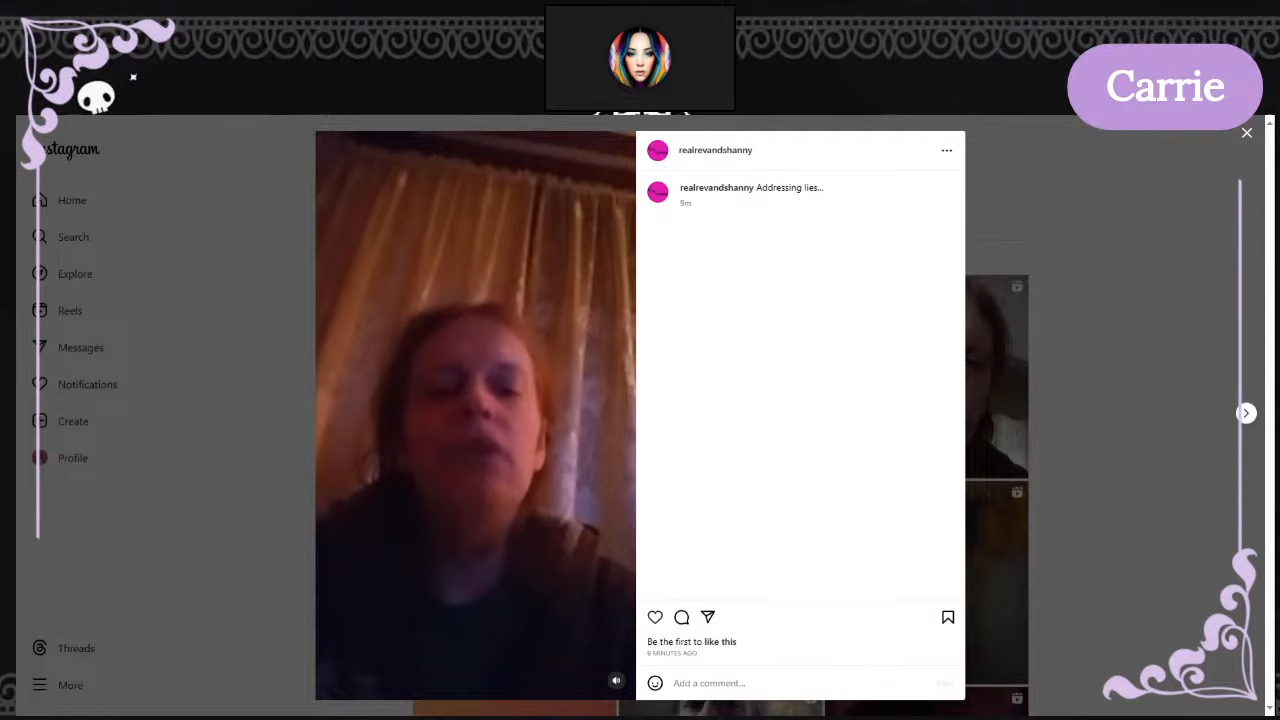 Carrie
stagram
Home
Search
Explore
Reels
Messages
Notifications
Create
Profile
Threads
More
realrevandshanny
realrevandshanny Addressing lies...
9m
Be the first to like this
9 MINUTES AGO
Add a comment...